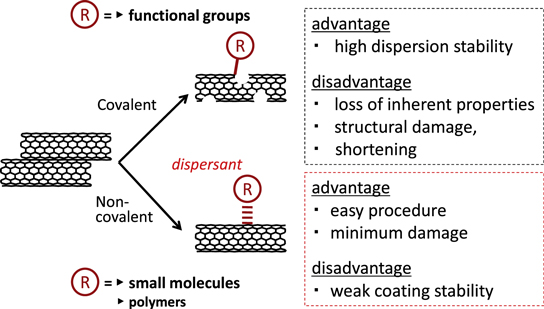 R = ▸ functional groups
R
Covalent
dispersant
R
Non-
covalent
R = ▸ small molecules
▸ polymers
advantage
・ high dispersion stability
disadvantage
・ loss of inherent properties
・ structural damage,
・ shortening
advantage
・ easy procedure
・ minimum damage
disadvantage
・ weak coating stability